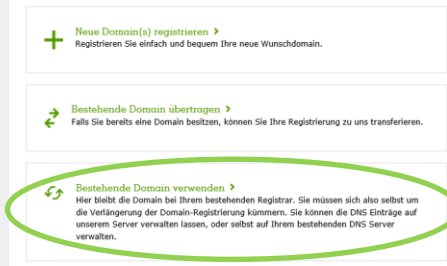 Neue Domain(s) registrieren >
Registrieren Sie einfach und bequem Ihre neue Wunschdomain.
Bestehende Domain übertragen >
Falls Sie bereits eine Domain besitzen, können Sie Ihre Registrierung zu uns transferieren.
Bestehende Domain verwenden >
Hier bleibt die Domain bei Ihrem bestehenden Registrar. Sie müssen sich also selbst um
die Verlängerung der Domain-Registrierung kümmern. Sie können die DNS Einträge auf
unserem Server verwalten lassen, oder selbst auf Ihrem bestehenden DNS Server
verwalten.